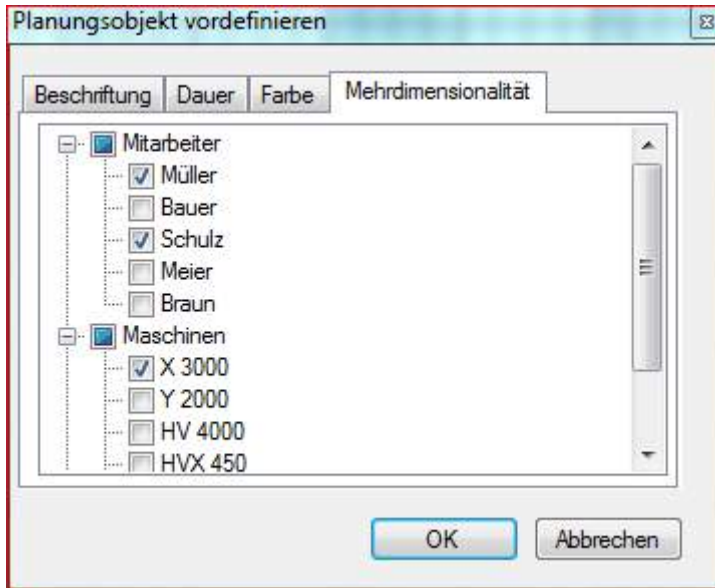 Planungsobjekt vordefinieren
Beschriftung Dauer Farbe Mehrdimensionalität
Mitarbeiter
Müller
Bauer
Schulz
Meier
Braun
Maschinen
X 3000
Y 2000
HV 4000
HVX 450
OK Abbrechen